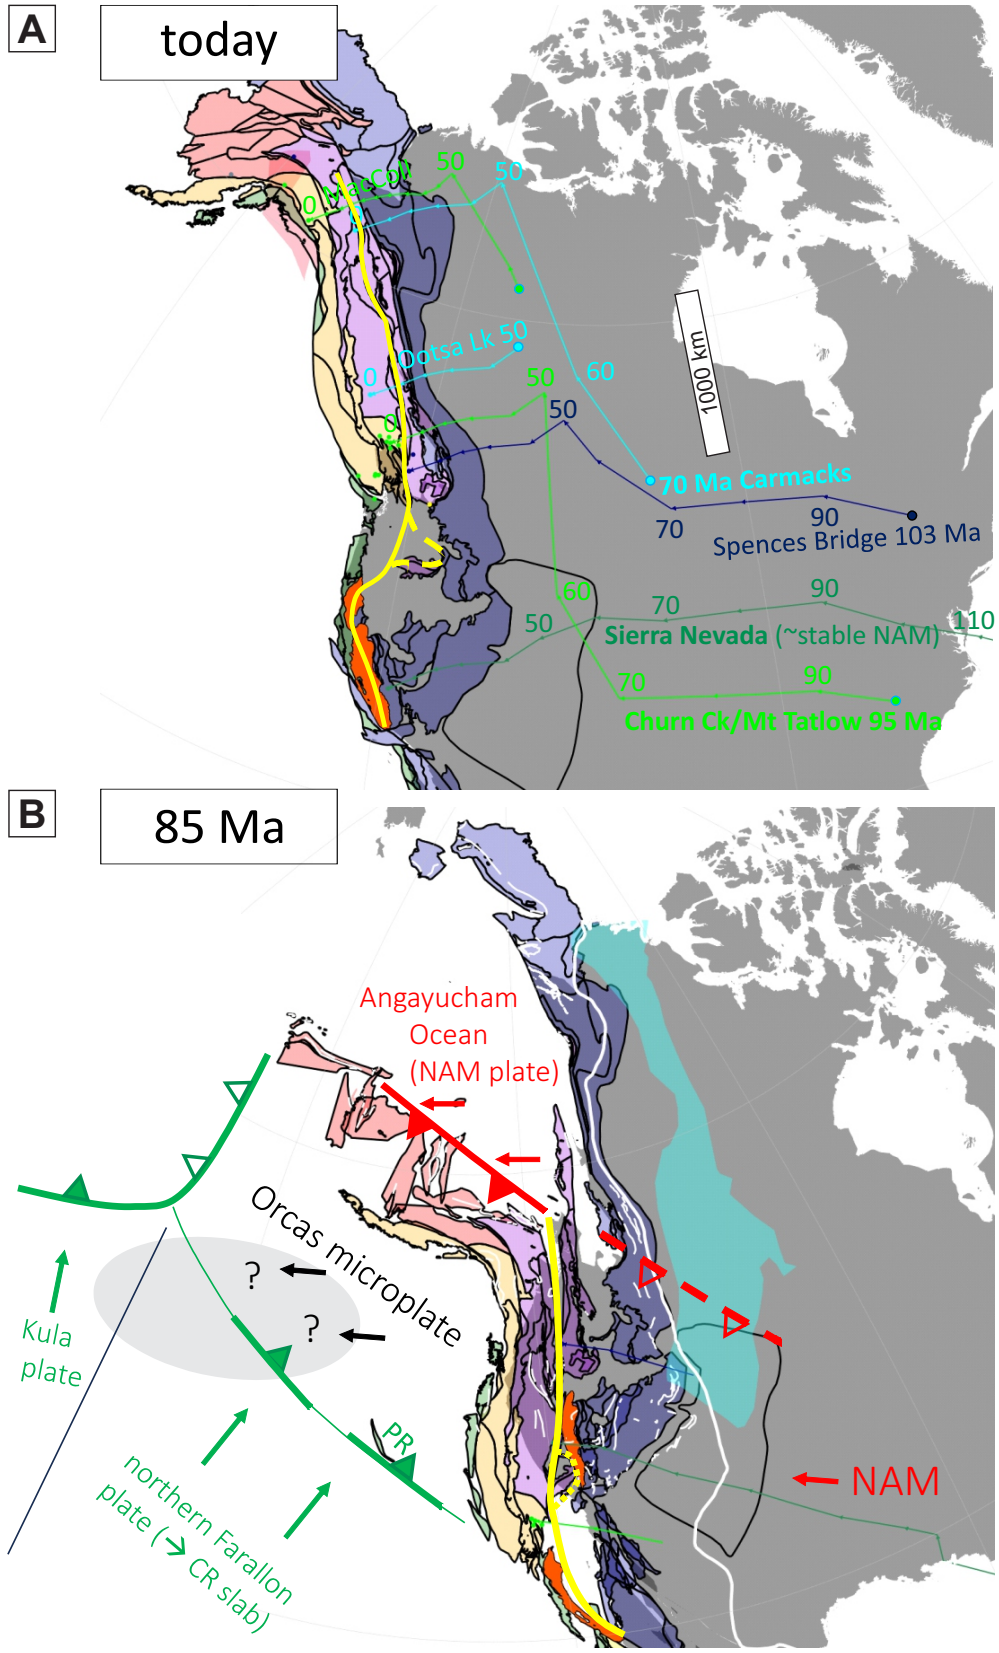 A
today
0 MacColl 50
50
Ootsa Lk 50
0
60
50
50
0
1000 km
70 Ma Carmacks
70
90
Spences Bridge 103 Ma
60
50
70
90
110
Sierra Nevada (~stable NAM)
70
90
Churn Ck/Mt Tatlow 95 Ma
B
85 Ma
Angayucham
Ocean
(NAM plate)
Orcas microplate
?
?
Kula
plate
PR
northern Farallon
plate (→ CR slab)
NAM